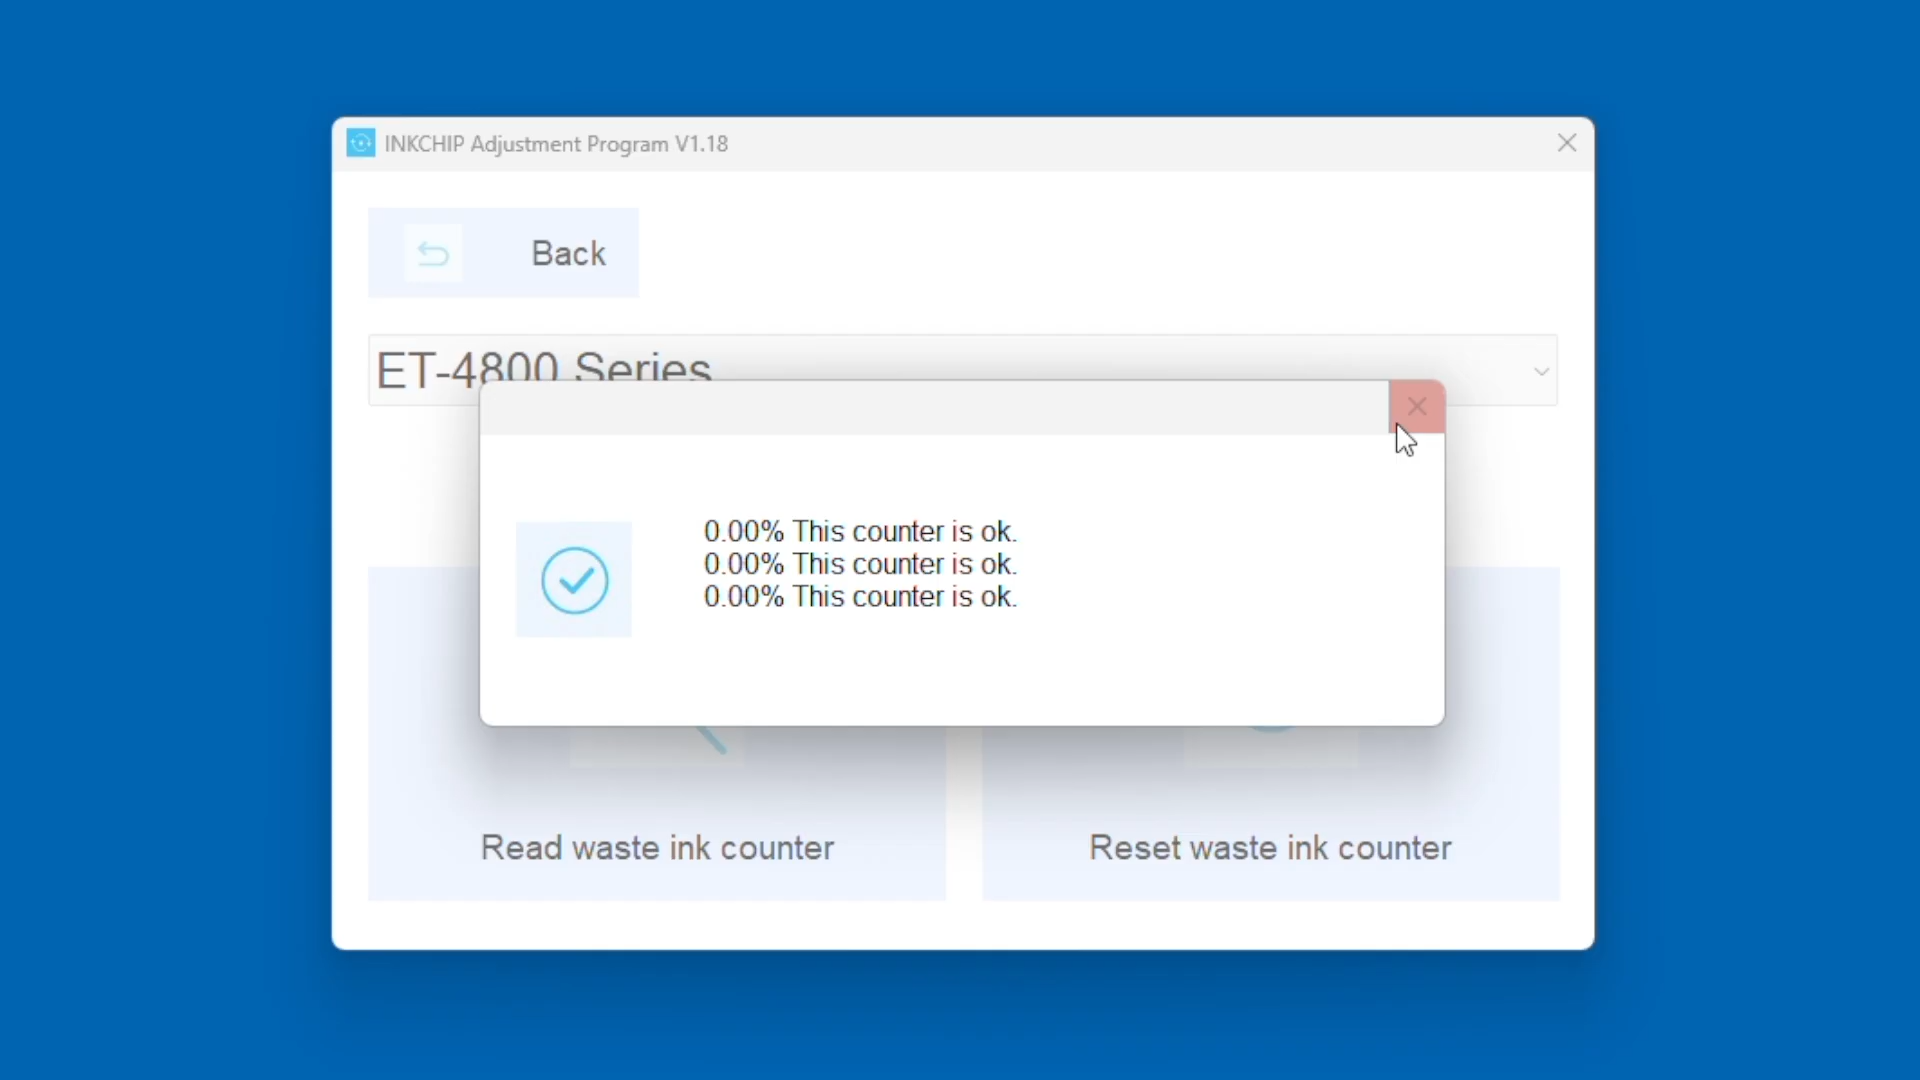 INKCHIP Adjustment Program V1.18
Back
ET-4800 Series
0.00% This counter is ok.
0.00% This counter is ok.
0.00% This counter is ok.
Read waste ink counter
Reset waste ink counter